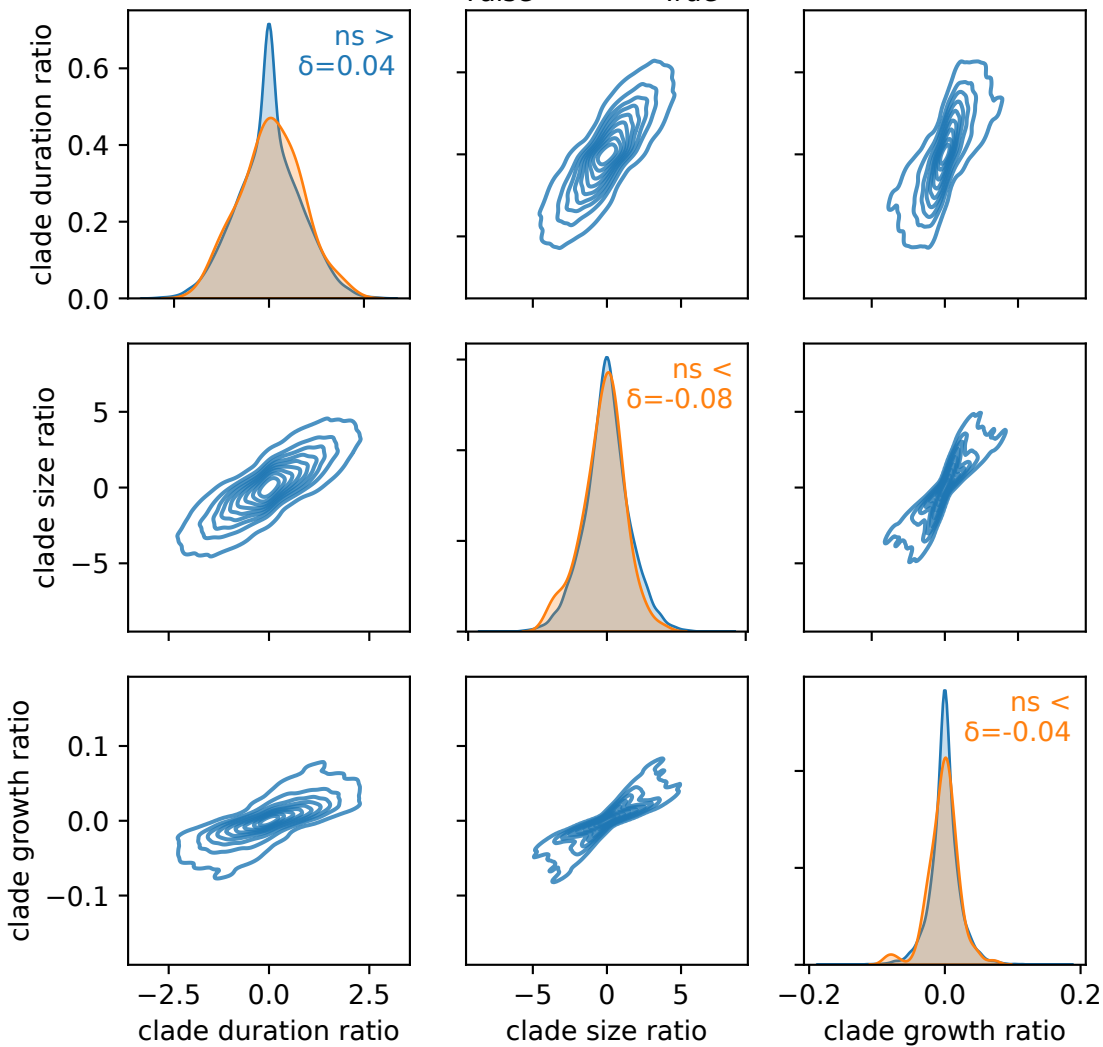 clade duration ratio
0.6
0.4
0.2
0.0
ns >
δ=0.04
clade size ratio
5
0
−5
ns <
δ=-0.08
clade growth ratio
0.1
0.0
−0.1
ns <
δ=-0.04
−2.5 0.0 2.5
−5 0 5
−0.2 0.0 0.2
clade duration ratio
clade size ratio
clade growth ratio